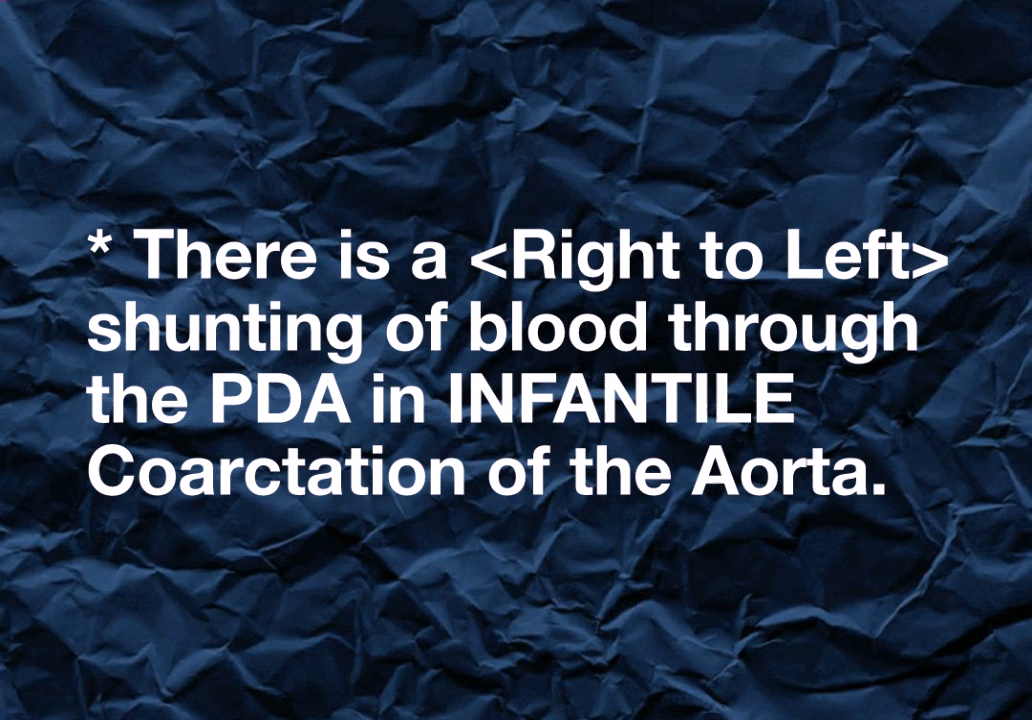 * There is a <Right to Left>
shunting of blood through
the PDA in INFANTILE
Coarctation of the Aorta.